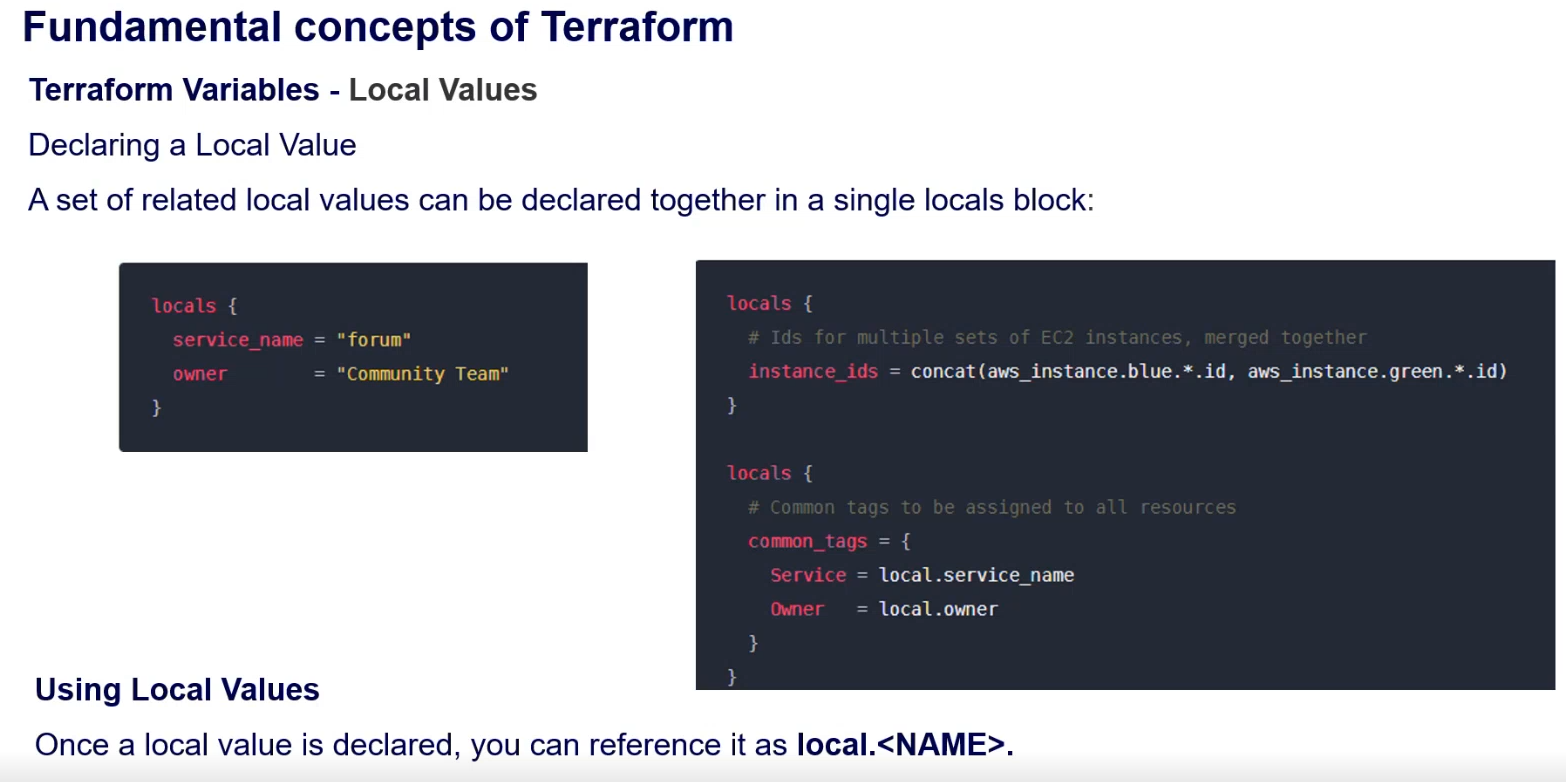 Fundamental concepts of Terraform
Terraform Variables - Local Values
Declaring a Local Value
A set of related local values can be declared together in a single locals block:
locals {
  service_name = "forum"
  owner        = "Community Team"
}
locals {
  # Ids for multiple sets of EC2 instances, merged together
  instance_ids = concat(aws_instance.blue.*.id, aws_instance.green.*.id)
}
locals {
  # Common tags to be assigned to all resources
  common_tags = {
    Service = local.service_name
    Owner   = local.owner
  }
}
Using Local Values
Once a local value is declared, you can reference it as local.<NAME>.